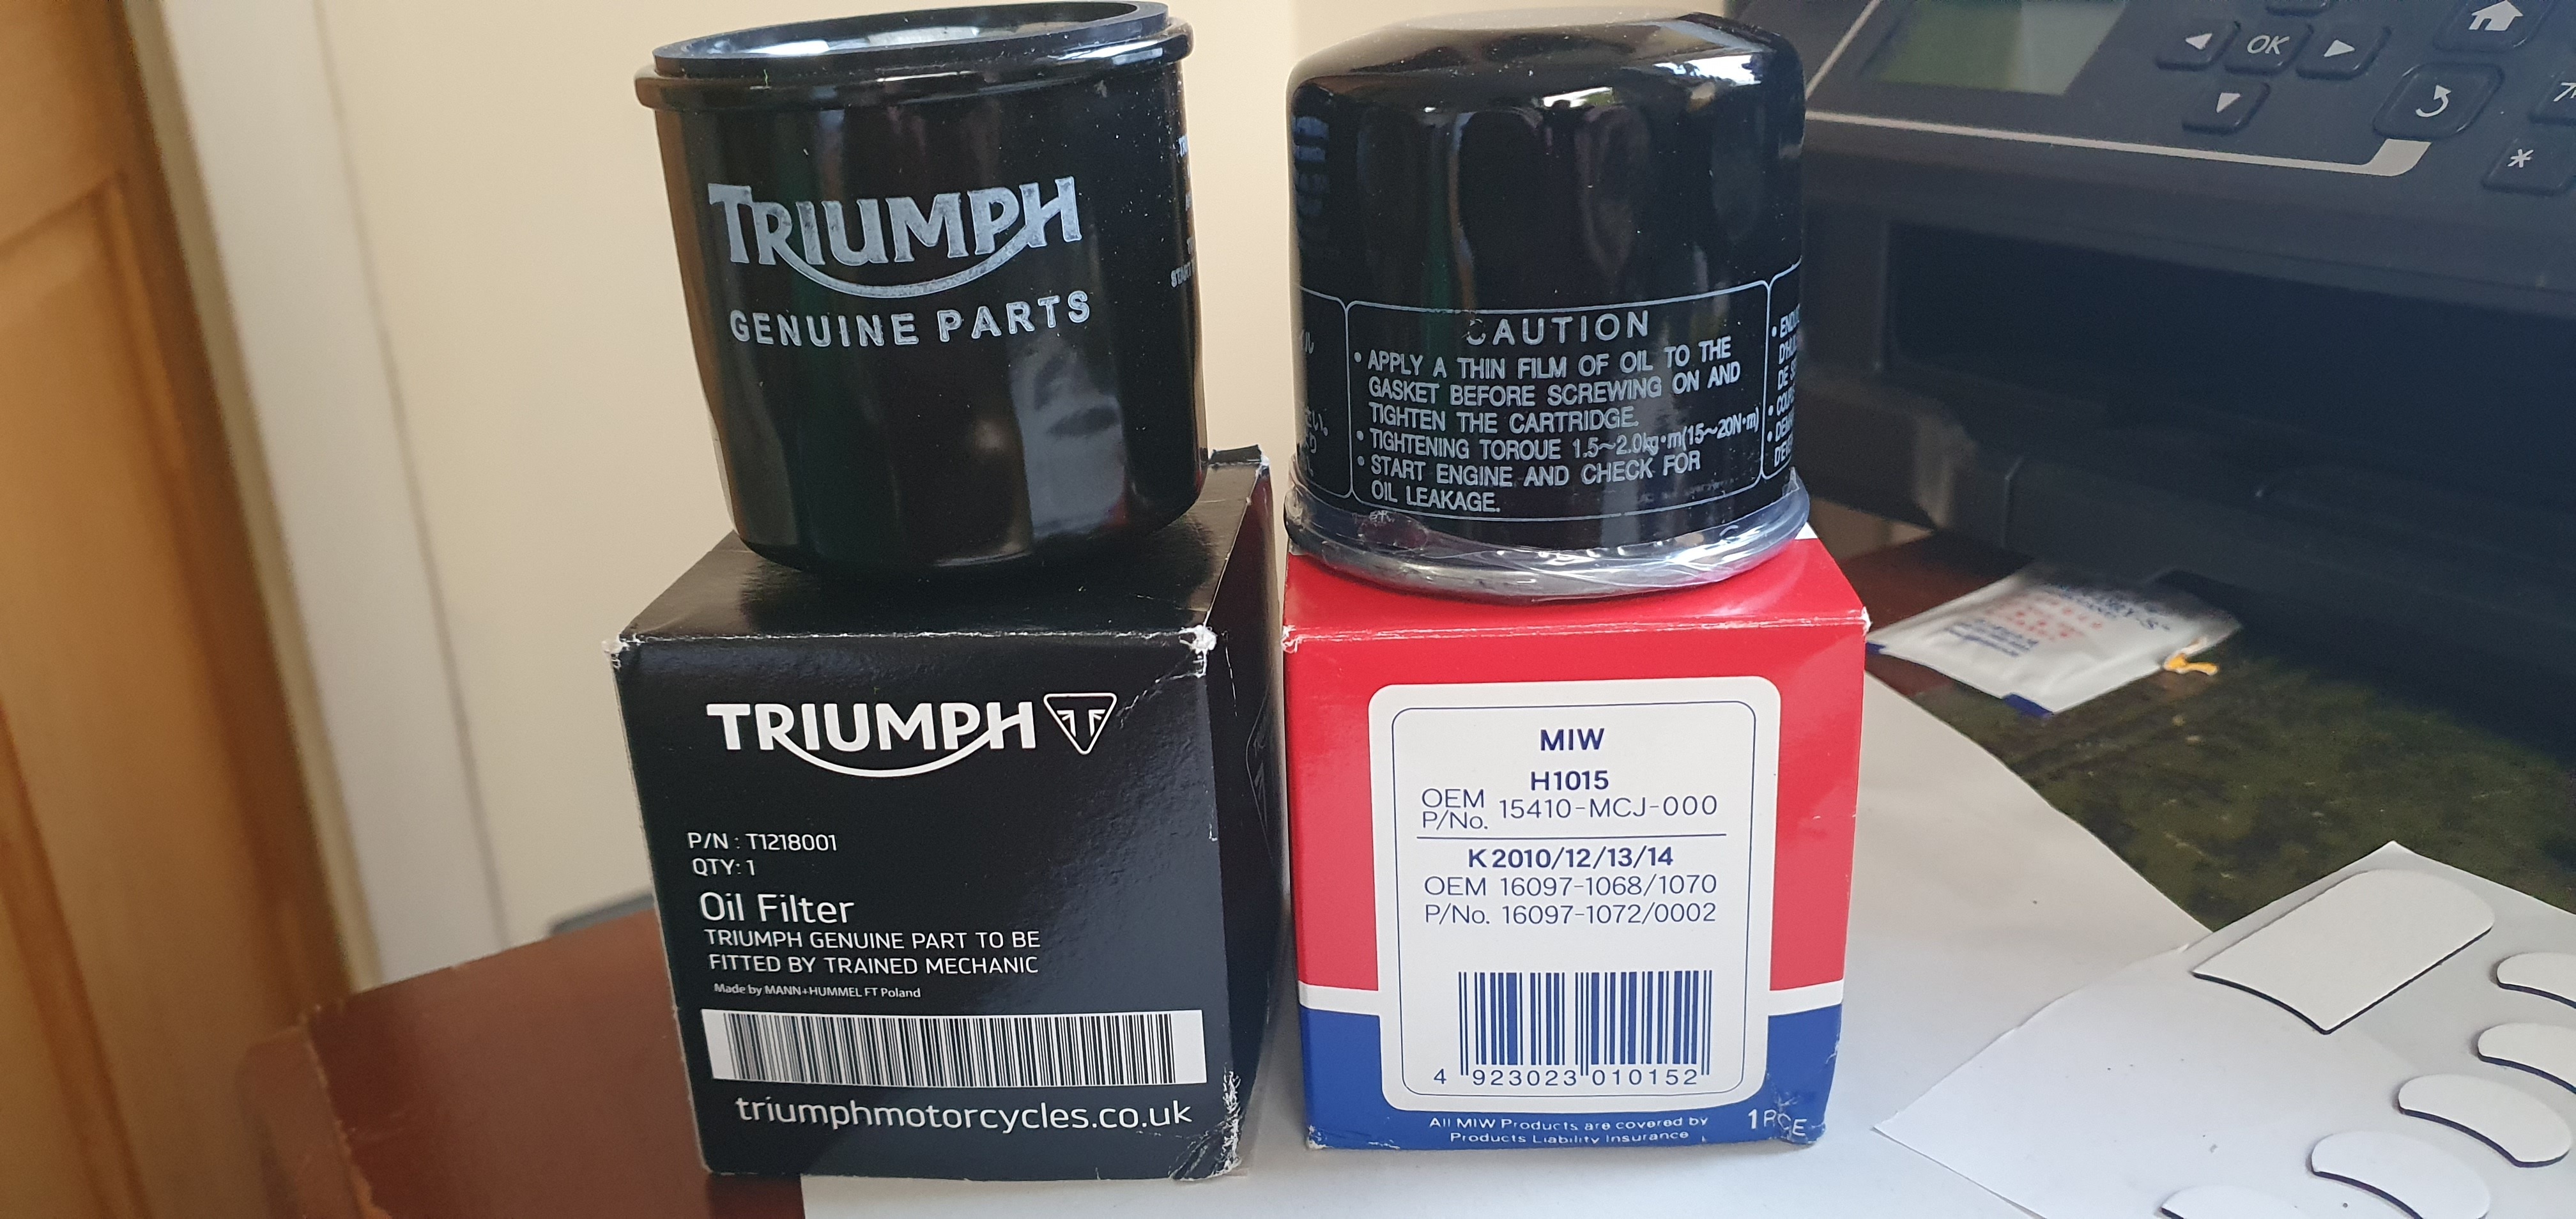 TRIUMPH
GENUINE PARTS
CAUTION
• APPLY A THIN FILM OF OIL TO THE
GASKET BEFORE SCREWING ON AND
TIGHTEN THE CARTRIDGE.
• TIGHTENING TORQUE 1.5~2.0kg•m(15~20N•m)
• START ENGINE AND CHECK FOR
OIL LEAKAGE.
TRIUMPH
P/N : T1218001
QTY: 1
Oil Filter
TRIUMPH GENUINE PART TO BE
FITTED BY TRAINED MECHANIC
Made by MANN+HUMMEL FT Poland
triumphmotorcycles.co.uk
MIW
H1015
OEM P/No. 15410-MCJ-000
K2010/12/13/14
OEM 16097-1068/1070
P/No. 16097-1072/0002
4 923023 010152
All MIW Products are covered by
Products Liability Insurance
OK
*